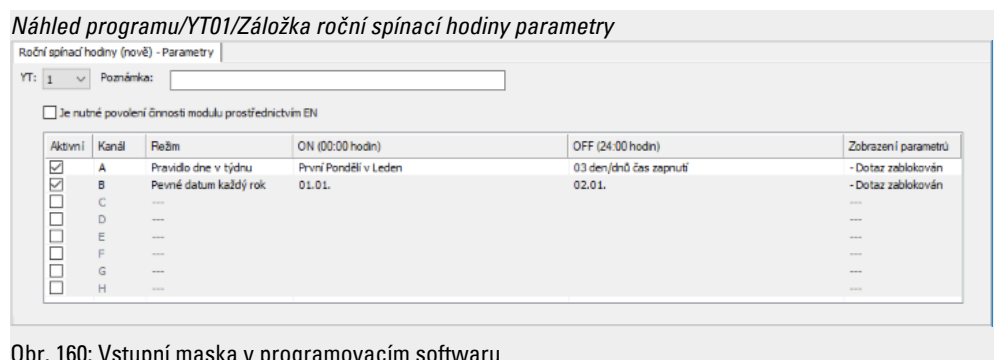 Náhled programu/YT01/Záložka roční spínací hodiny parametry
Roční spínací hodiny (nově) - Parametry
YT: 1 Poznámka:
Je nutné povolení činnosti modulu prostřednictvím EN
Aktivní Kanál Režim ON (00:00 hodin) OFF (24:00 hodin) Zobrazení parametrů
A Pravidlo dne v týdnu První Pondělí v Leden 03 den/dnů čas zapnutí - Dotaz zablokován
B Pevné datum každý rok 01.01. 02.01. - Dotaz zablokován
C --- ---
D --- ---
E --- ---
F --- ---
G --- ---
H --- ---
Obr. 160: Vstupní maska v programovacím softwaru